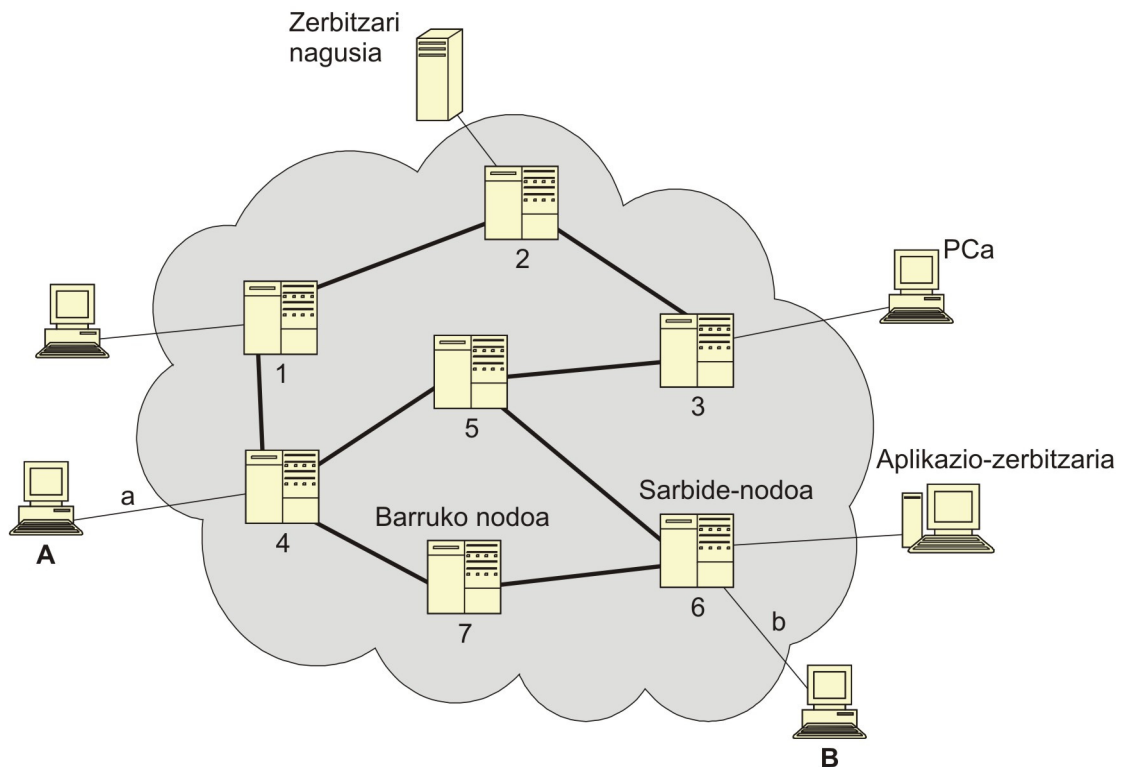 Zerbitzari
nagusia
2
PCa
1
5
3
Aplikazio-zerbitzaria
a
A
4
Barruko nodoa
Sarbide-nodoa
7
6
b
B